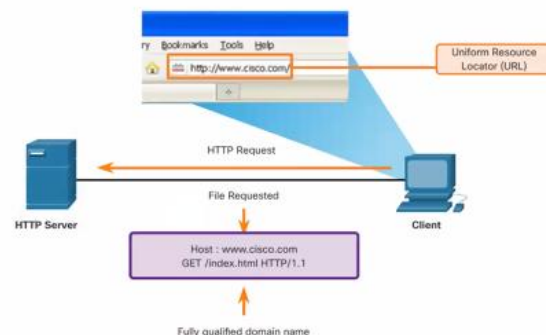 ry Bookmarks Tools Help
http://www.cisco.com/
Uniform Resource
Locator (URL)
HTTP Request
File Requested
HTTP Server
Client
Host : www.cisco.com
GET /index.html HTTP/1.1
Fully qualified domain name